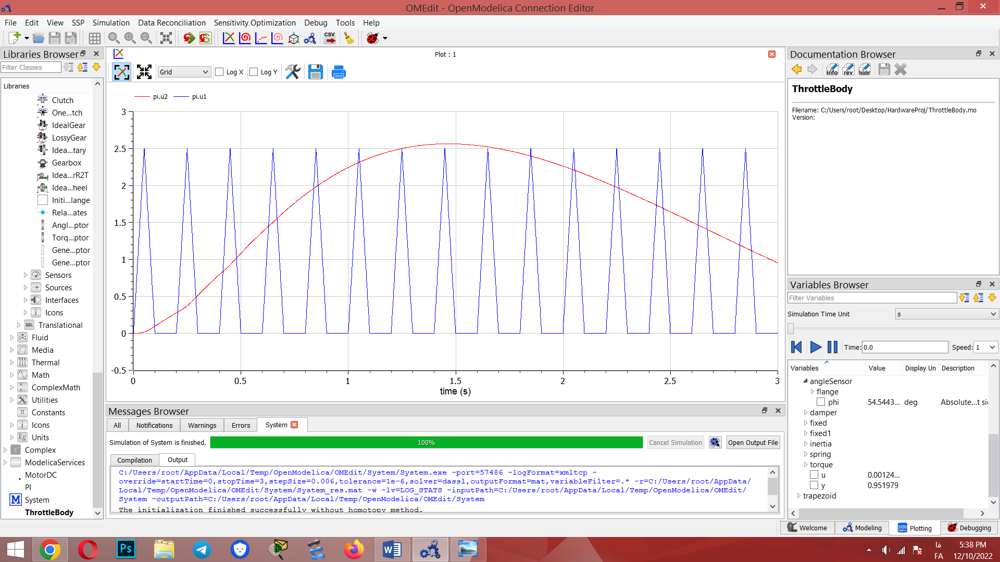 OMEdit - OpenModelica Connection Editor
File Edit View SSP Simulation Data Reconciliation Sensitivity Optimization Debug Tools Help
CSV
Libraries Browser
Filter Classes
Libraries
Clutch
One...tch
IdealGear
LossyGear
Idea...tary
Gearbox
Idea...rR2T
Idea...heel
Initi...lange
Rela...ates
Angl...ptor
Torq...ptor
Gene...ptor
Gene...ptor
Sensors
Sources
Interfaces
Icons
Translational
Fluid
Media
Thermal
Math
ComplexMath
Utilities
Constants
Icons
Units
Complex
ModelicaServices
MotorDC
PI
System
ThrottleBody
Plot : 1
Grid Log X Log Y
pi.u2 pi.u1
3
2.5
2
1.5
1
0.5
0
-0.5
0 0.5 1 1.5 2 2.5 3
time (s)
Messages Browser
All Notifications Warnings Errors System
Simulation of System is finished. 100% Cancel Simulation Open Output File
Compilation Output
C:/Users/root/AppData/Local/Temp/OpenModelica/OMEdit/System/System.exe -port=57486 -logFormat=xmltcp -
override=startTime=0,stopTime=3,stepSize=0.006,tolerance=1e-6,solver=dassl,outputFormat=mat,variableFilter=.* -r=C:/Users/root/AppData/
Local/Temp/OpenModelica/OMEdit/System/System_res.mat -w -lv=LOG_STATS -inputPath=C:/Users/root/AppData/Local/Temp/OpenModelica/OMEdit/
System -outputPath=C:/Users/root/AppData/Local/Temp/OpenModelica/OMEdit/System
The initialization finished successfully without homotopy method.
Documentation Browser
info rev header
ThrottleBody
Filename: C:/Users/root/Desktop/HardwareProj/ThrottleBody.mo
Version:
Variables Browser
Filter Variables
Simulation Time Unit s
Time: 0.0 Speed: 1
Variables Value Display Un Description
angleSensor
flange
phi 54.5443... deg Absolute...t si
damper
fixed
fixed1
inertia
spring
torque
u 0.00124...
y 0.951979
trapezoid
Welcome Modeling Plotting Debugging
Ps
W
فا
FA
5:38 PM
12/10/2022